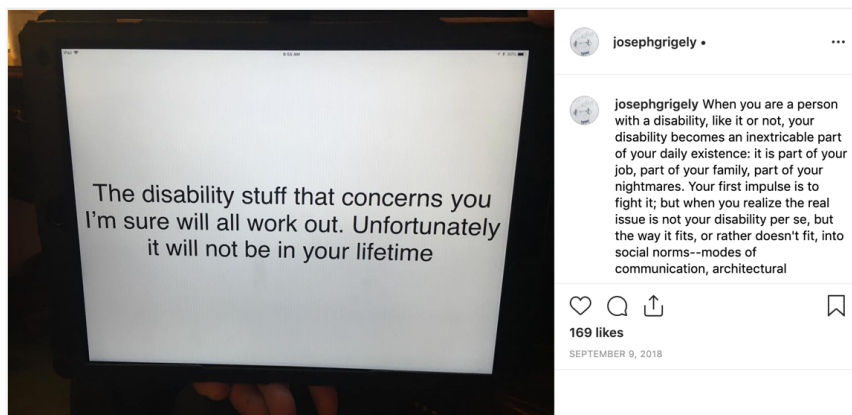 iPad
9:53 AM
The disability stuff that concerns you
I'm sure will all work out. Unfortunately
it will not be in your lifetime
josephgrigely •
josephgrigely When you are a person
with a disability, like it or not, your
disability becomes an inextricable part
of your daily existence: it is part of your
job, part of your family, part of your
nightmares. Your first impulse is to
fight it; but when you realize the real
issue is not your disability per se, but
the way it fits, or rather doesn't fit, into
social norms--modes of
communication, architectural
169 likes
SEPTEMBER 9, 2018